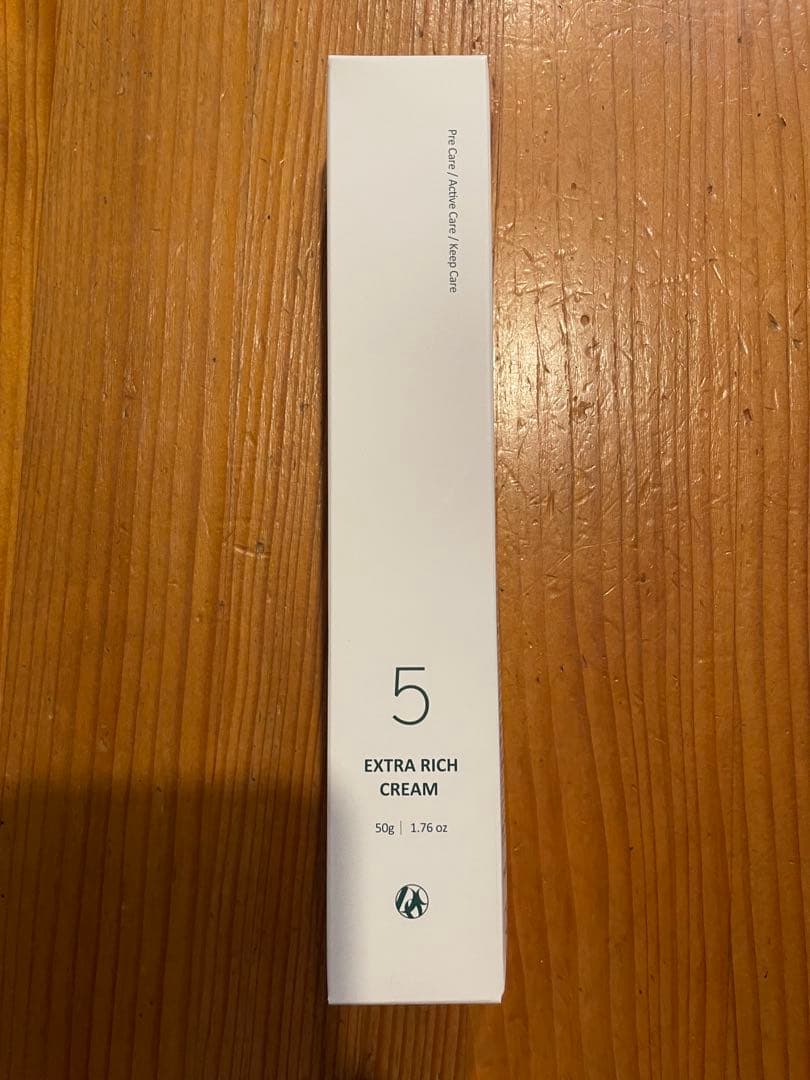 Pre Care / Active Care / Keep Care
5
EXTRA RICH
CREAM
50g | 1.76 oz